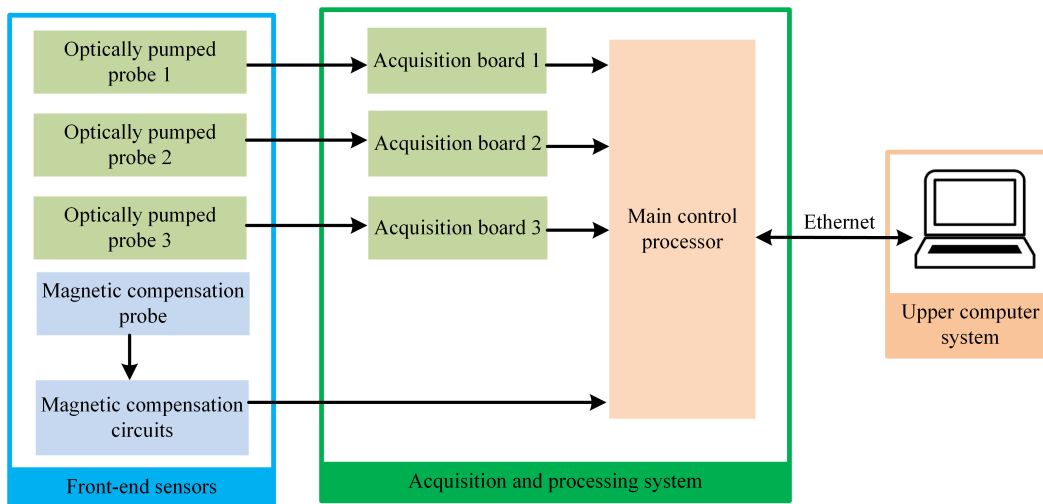 Optically pumped
probe 1
Acquisition board 1
Optically pumped
probe 2
Acquisition board 2
Optically pumped
probe 3
Acquisition board 3
Magnetic compensation
probe
Magnetic compensation
circuits
Front-end sensors
Main control
processor
Acquisition and processing system
Ethernet
Upper computer
system